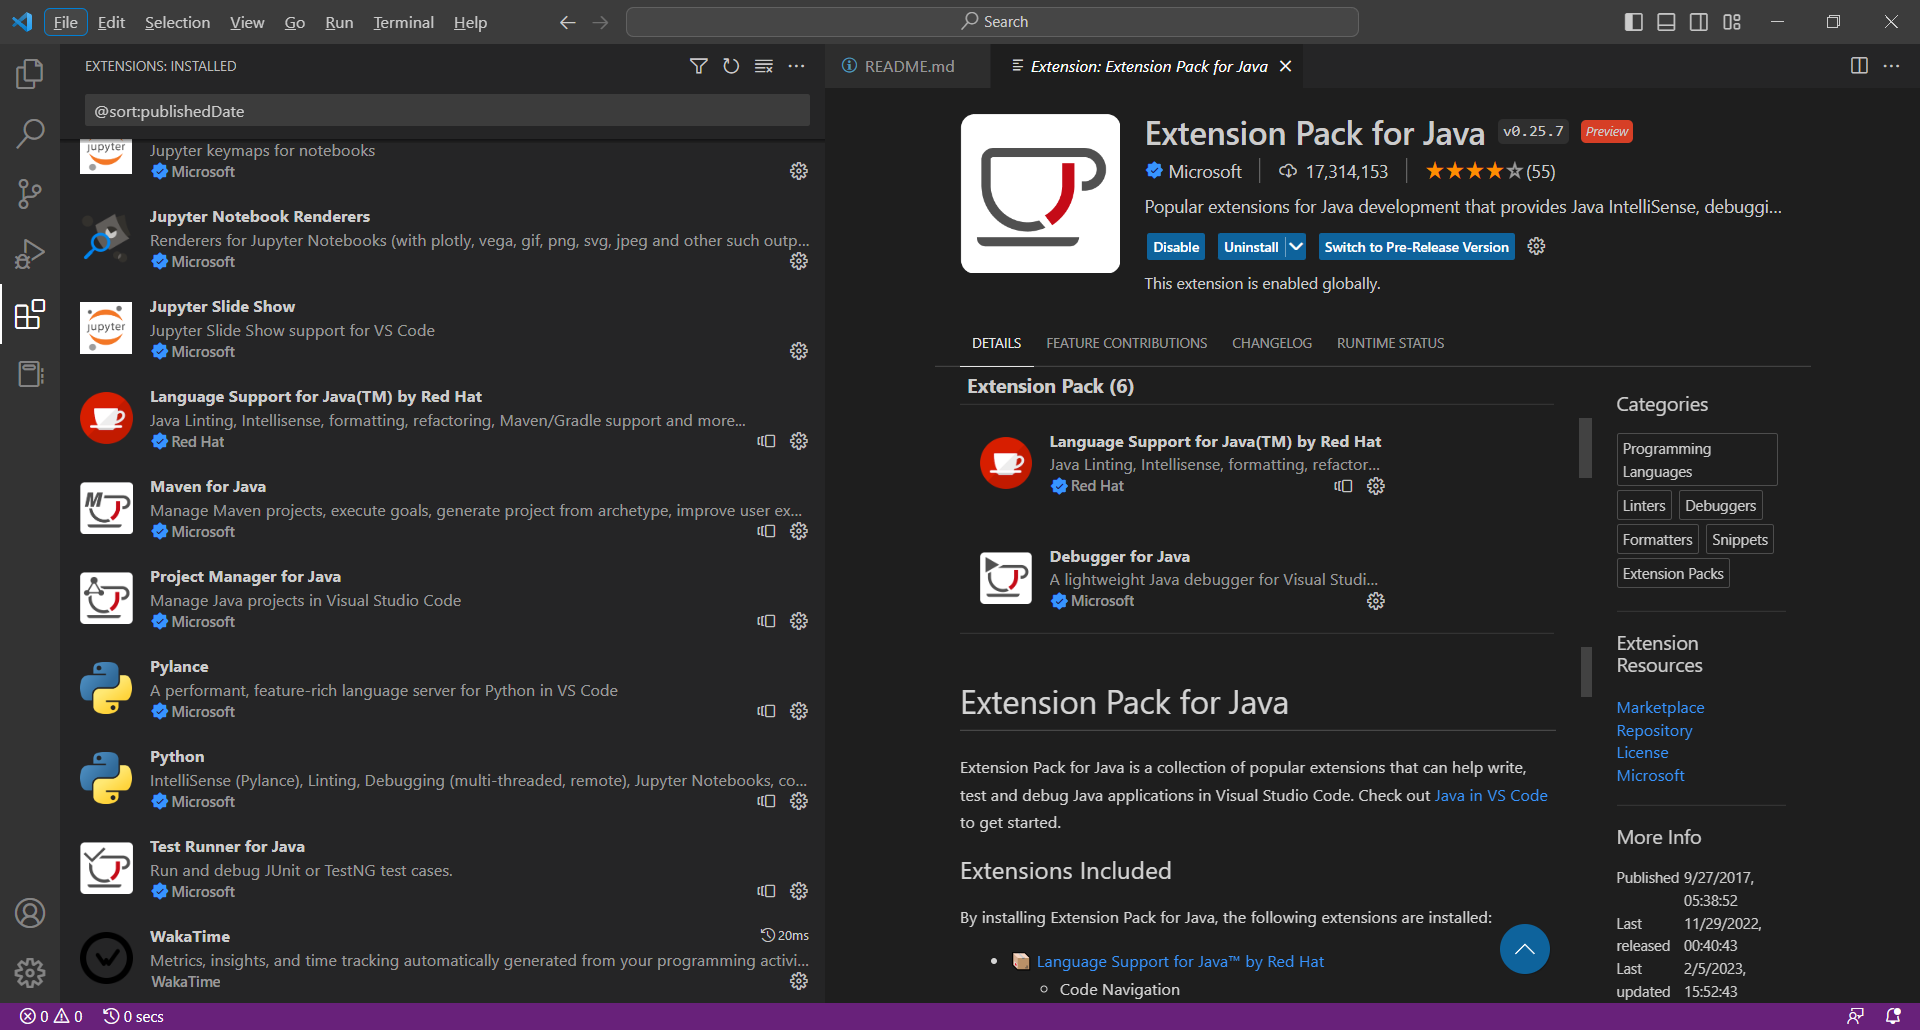 File Edit Selection View Go Run Terminal Help
Search
EXTENSIONS: INSTALLED
@sort:publishedDate
jupyter
Jupyter keymaps for notebooks
Microsoft
Jupyter Notebook Renderers
Renderers for Jupyter Notebooks (with plotly, vega, gif, png, svg, jpeg and other such outp...
Microsoft
jupyter
Jupyter Slide Show
Jupyter Slide Show support for VS Code
Microsoft
Language Support for Java(TM) by Red Hat
Java Linting, Intellisense, formatting, refactoring, Maven/Gradle support and more...
Red Hat
M
Maven for Java
Manage Maven projects, execute goals, generate project from archetype, improve user ex...
Microsoft
Project Manager for Java
Manage Java projects in Visual Studio Code
Microsoft
Pylance
A performant, feature-rich language server for Python in VS Code
Microsoft
Python
IntelliSense (Pylance), Linting, Debugging (multi-threaded, remote), Jupyter Notebooks, co...
Microsoft
Test Runner for Java
Run and debug JUnit or TestNG test cases.
Microsoft
WakaTime 20ms
Metrics, insights, and time tracking automatically generated from your programming activi...
WakaTime
README.md
Extension: Extension Pack for Java
Extension Pack for Java v0.25.7 Preview
Microsoft 17,314,153 (55)
Popular extensions for Java development that provides Java IntelliSense, debuggi...
Disable Uninstall Switch to Pre-Release Version
This extension is enabled globally.
DETAILS FEATURE CONTRIBUTIONS CHANGELOG RUNTIME STATUS
Extension Pack (6)
Language Support for Java(TM) by Red Hat
Java Linting, Intellisense, formatting, refactor...
Red Hat
Debugger for Java
A lightweight Java debugger for Visual Studi...
Microsoft
Extension Pack for Java
Extension Pack for Java is a collection of popular extensions that can help write,
test and debug Java applications in Visual Studio Code. Check out Java in VS Code
to get started.
Extensions Included
By installing Extension Pack for Java, the following extensions are installed:
Language Support for Java™ by Red Hat
Code Navigation
Categories
Programming
Languages
Linters Debuggers
Formatters Snippets
Extension Packs
Extension
Resources
Marketplace
Repository
License
Microsoft
More Info
Published 9/27/2017,
05:38:52
Last 11/29/2022,
released 00:40:43
Last 2/5/2023,
updated 15:52:43
0 0 0 secs